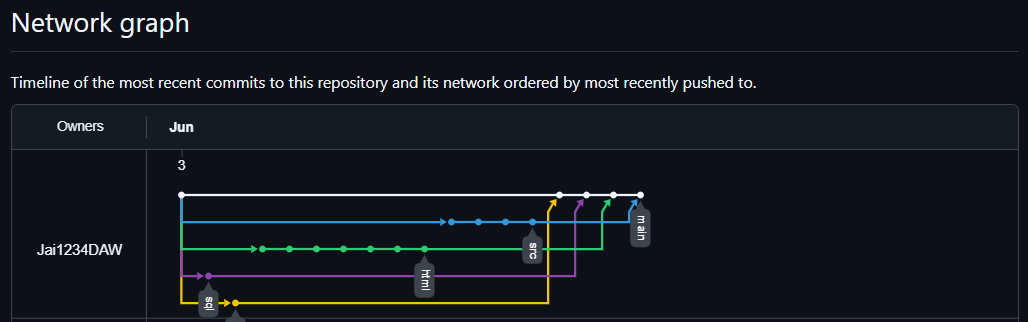 Network graph
Timeline of the most recent commits to this repository and its network ordered by most recently pushed to.
Owners
Jun
3
Jai1234DAW
main
src
Html
sql